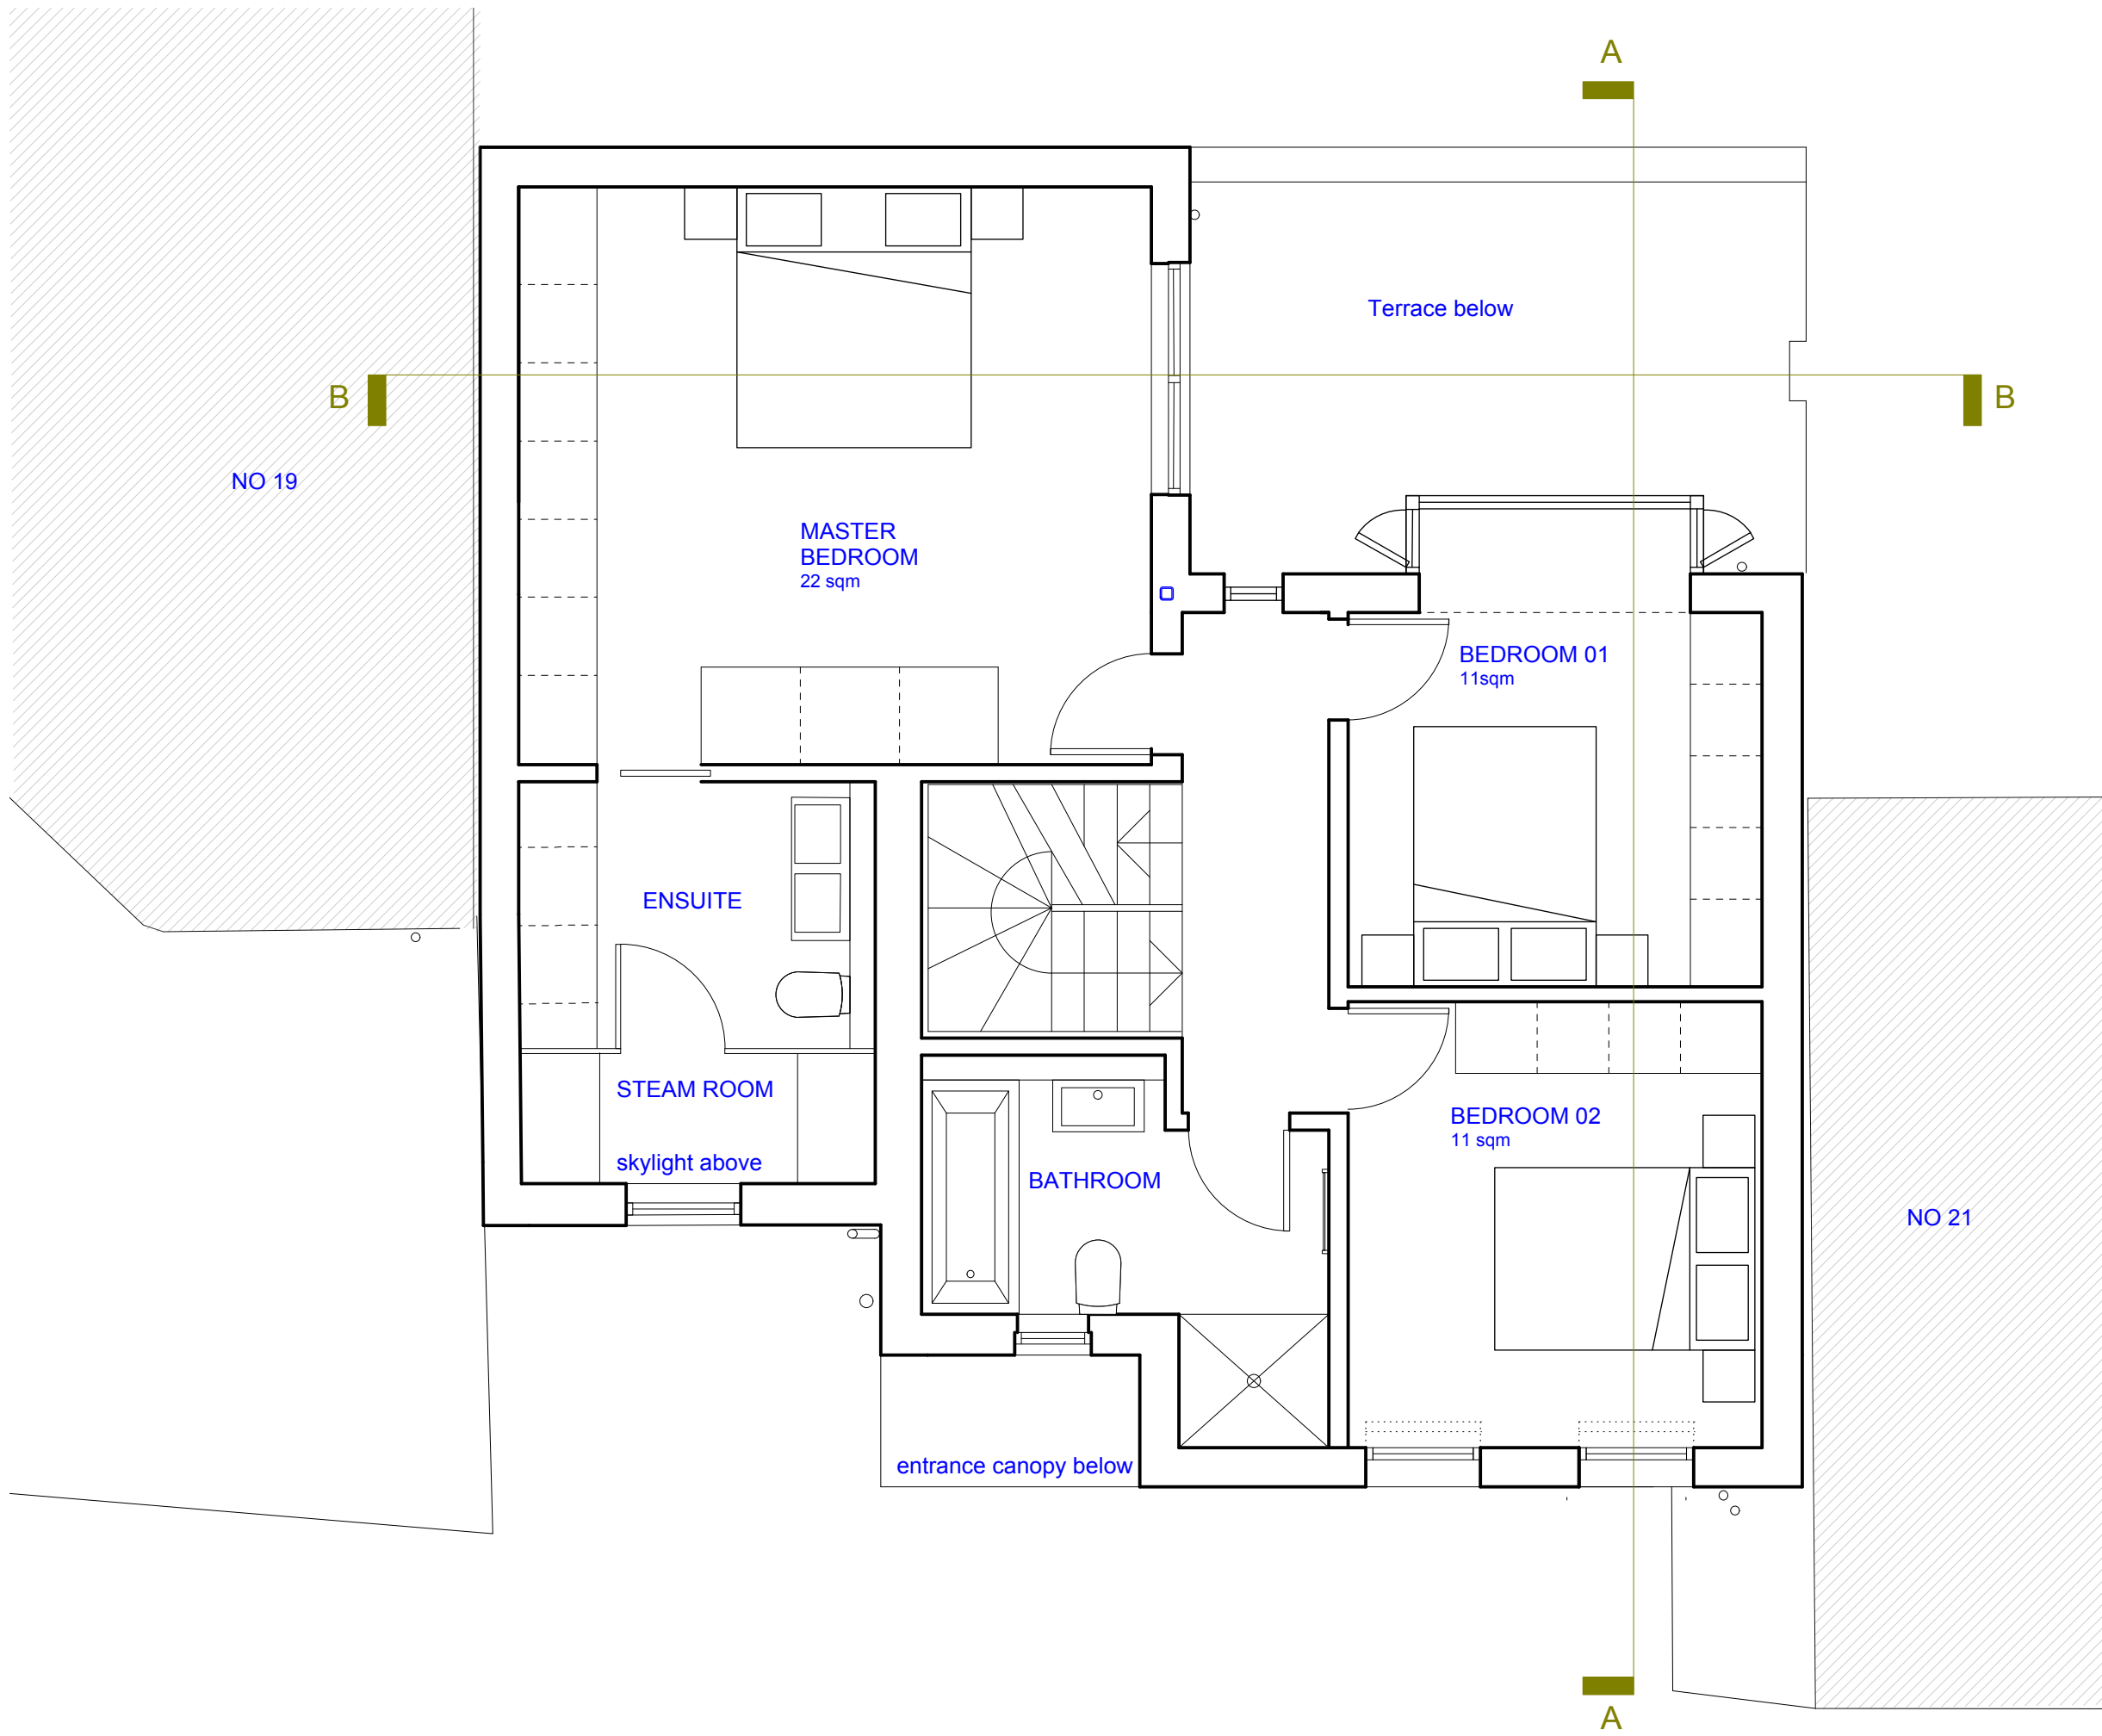 A
Terrace below
B
B
NO 19
MASTER
BEDROOM
22 sqm
BEDROOM 01
11sqm
ENSUITE
STEAM ROOM
BEDROOM 02
11 sqm
skylight above
BATHROOM
NO 21
entrance canopy below
A